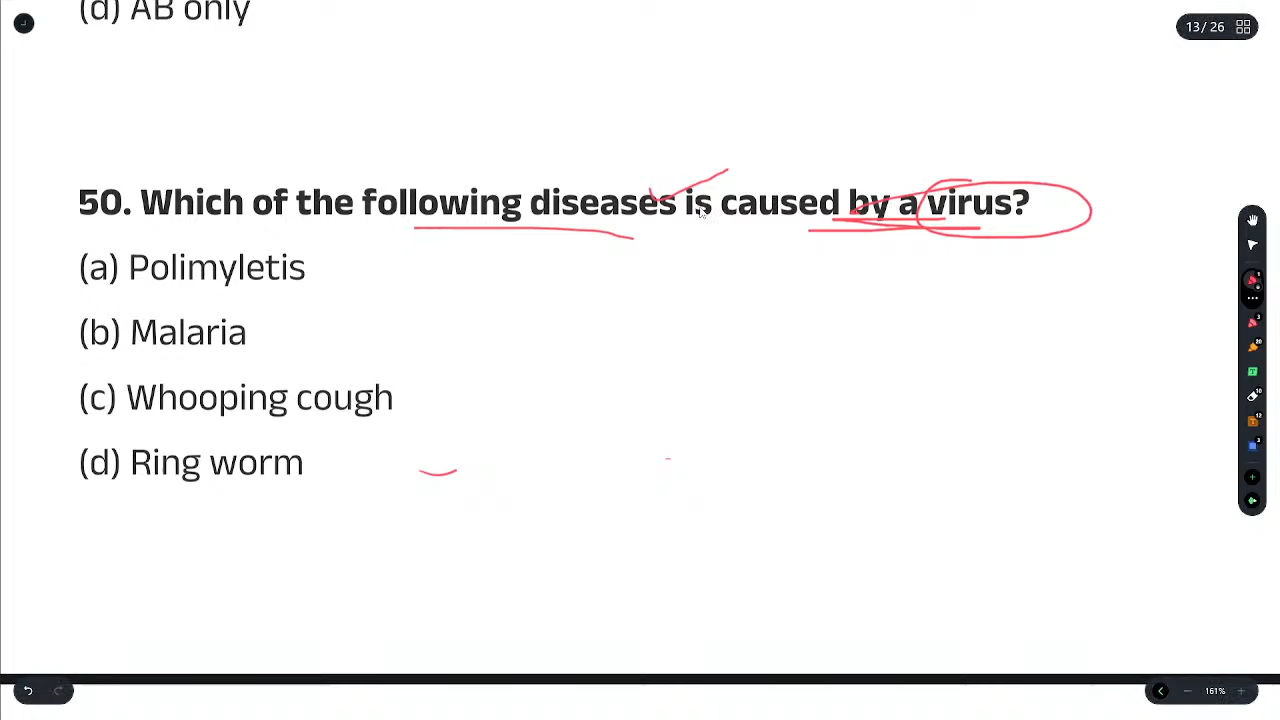 (d) AB only
13/ 26
50. Which of the following diseases is caused by a virus?
(a) Polimyletis
(b) Malaria
(c) Whooping cough
(d) Ring worm
161%